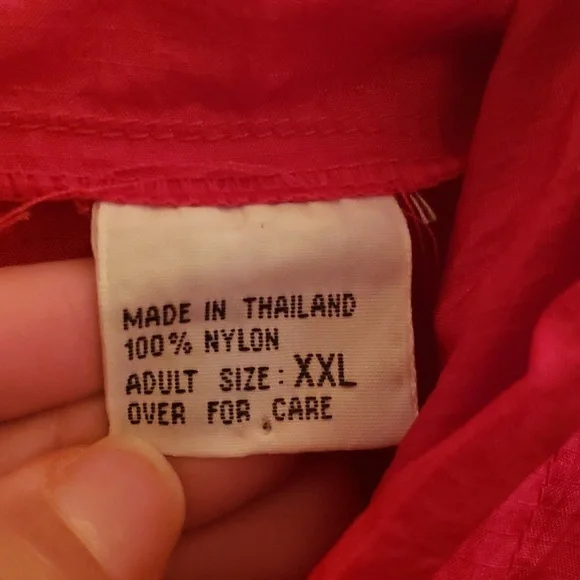 MADE IN THAILAND
100% NYLON
ADULT SIZE: XXL
OVER FOR CARE